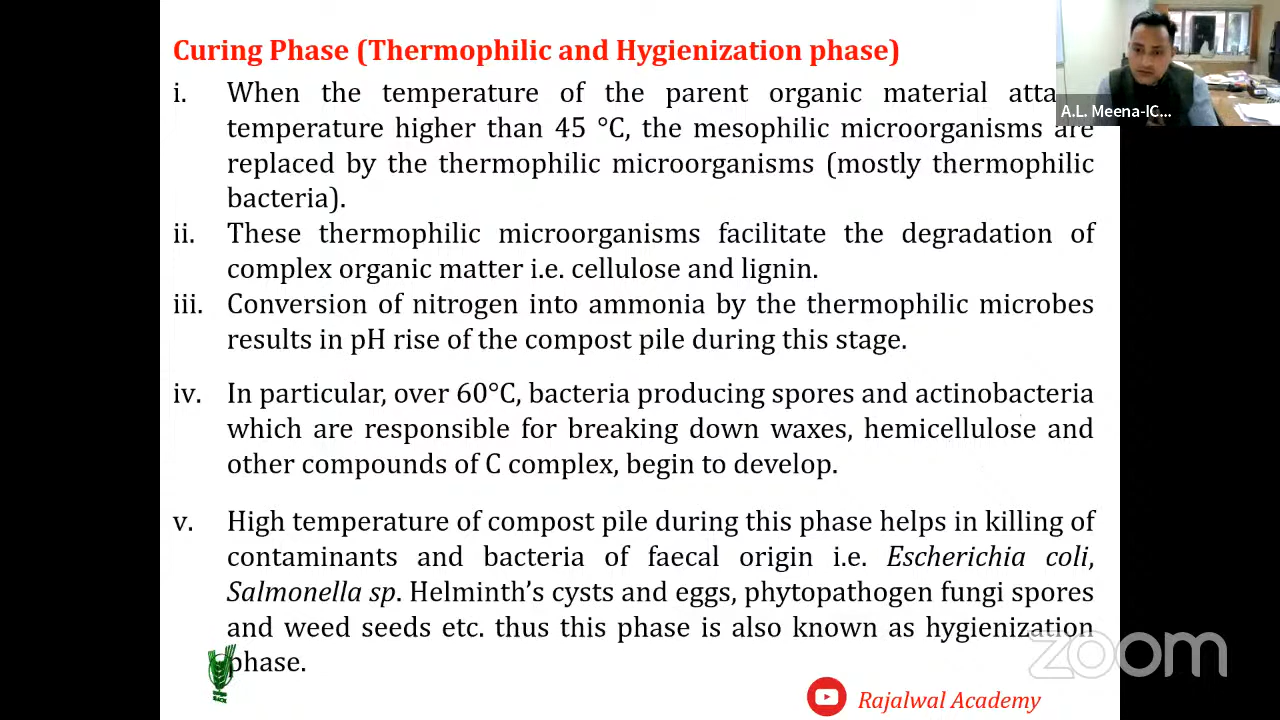 Curing Phase (Thermophilic and Hygienization phase)
i. When the temperature of the parent organic material atta
temperature higher than 45 °C, the mesophilic microorganisms are
replaced by the thermophilic microorganisms (mostly thermophilic
bacteria).
ii. These thermophilic microorganisms facilitate the degradation of
complex organic matter i.e. cellulose and lignin.
iii. Conversion of nitrogen into ammonia by the thermophilic microbes
results in pH rise of the compost pile during this stage.
iv. In particular, over 60°C, bacteria producing spores and actinobacteria
which are responsible for breaking down waxes, hemicellulose and
other compounds of C complex, begin to develop.
v. High temperature of compost pile during this phase helps in killing of
contaminants and bacteria of faecal origin i.e. Escherichia coli,
Salmonella sp. Helminth's cysts and eggs, phytopathogen fungi spores
and weed seeds etc. thus this phase is also known as hygienization
phase.
A.L. Meena-IC...
zoom
Rajalwal Academy